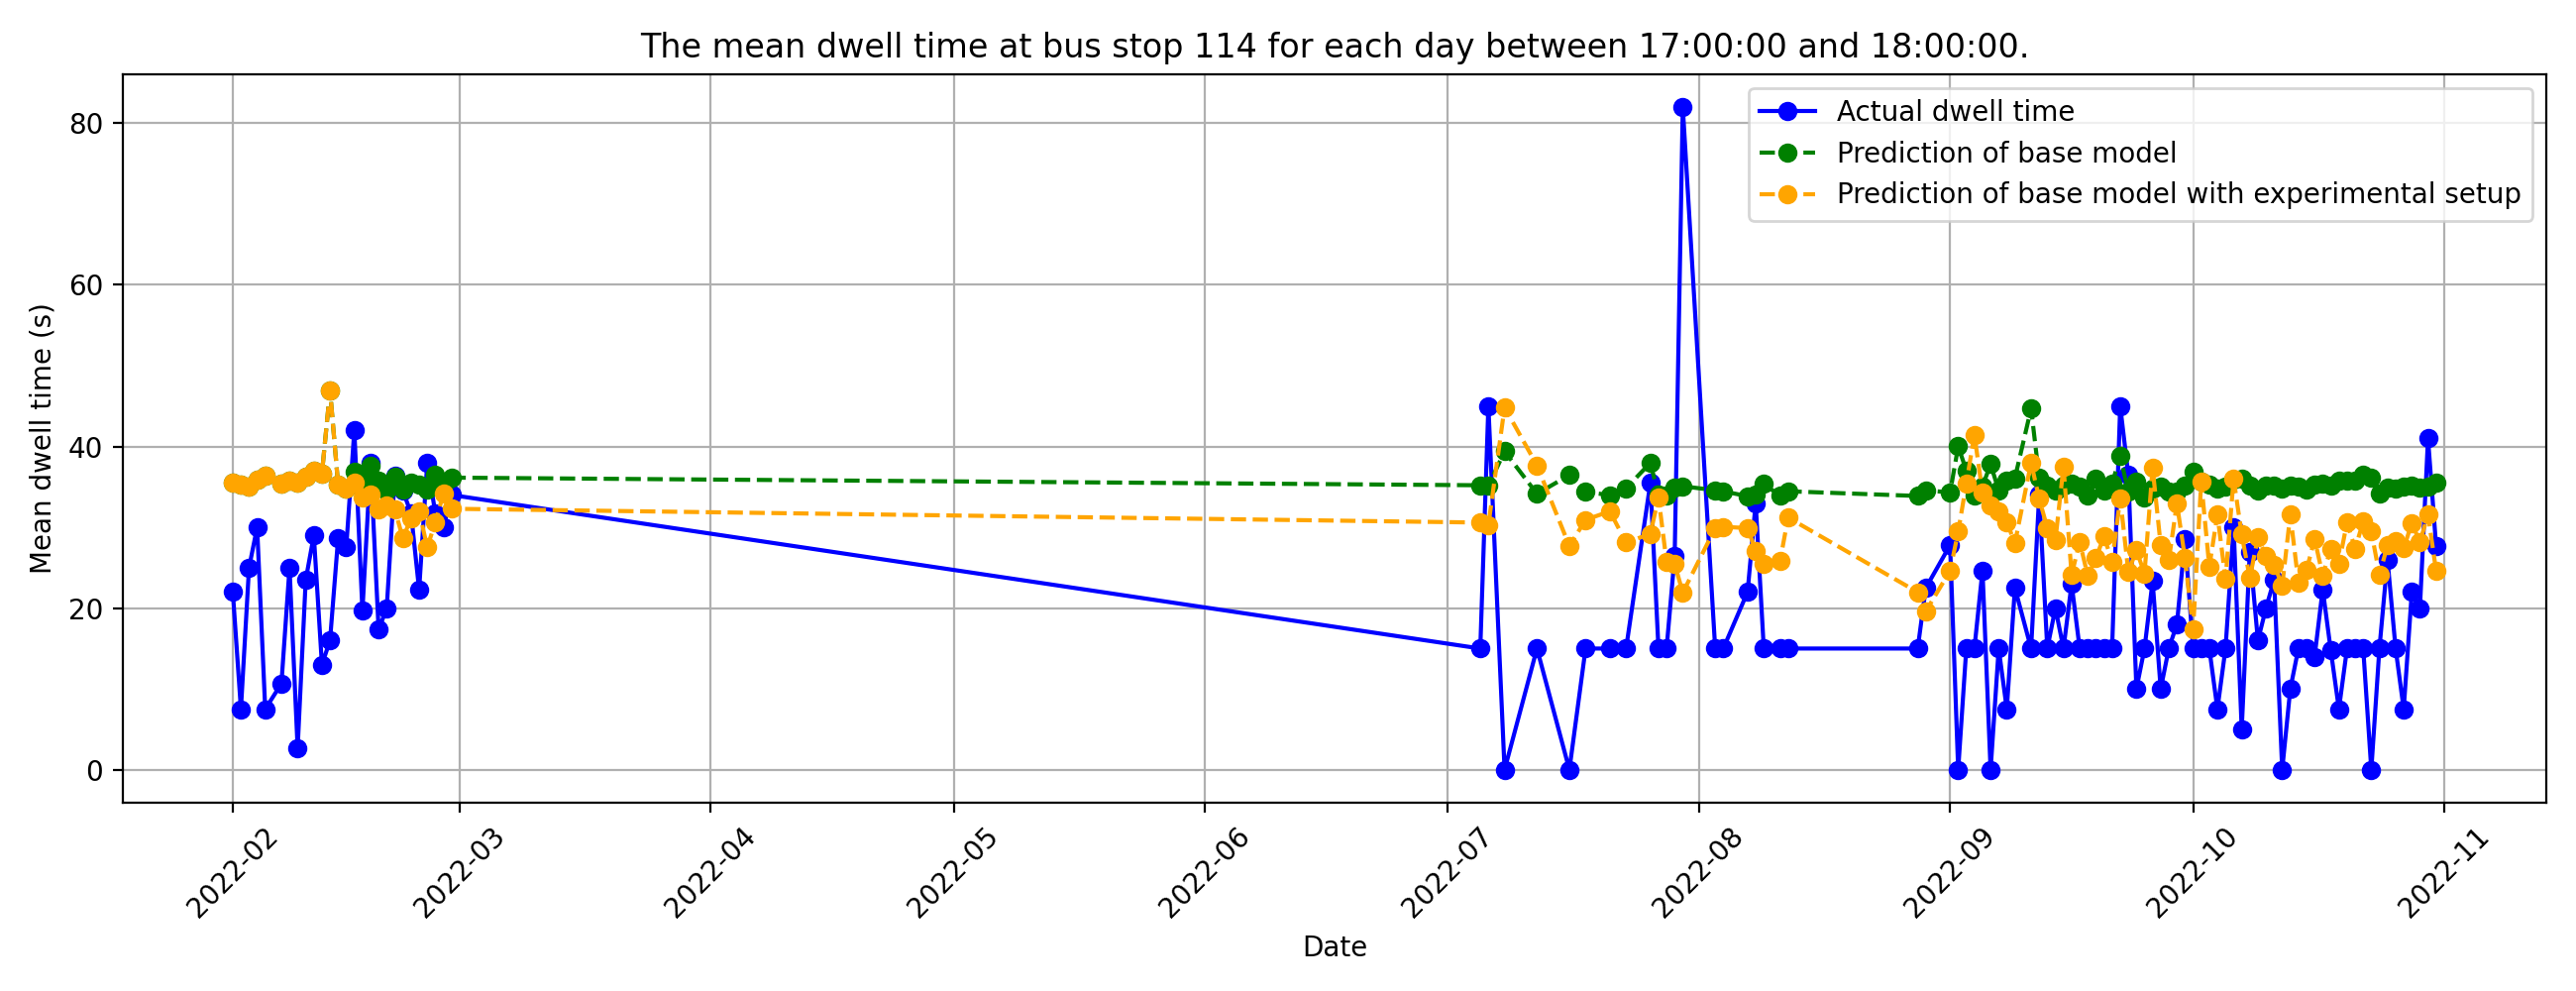 The mean dwell time at bus stop 114 for each day between 17:00:00 and 18:00:00.
Actual dwell time
Prediction of base model
Prediction of base model with experimental setup
Mean dwell time (s)
80
60
40
20
0
2022-02
2022-03
2022-04
2022-05
2022-06
2022-07
2022-08
2022-09
2022-10
2022-11
Date